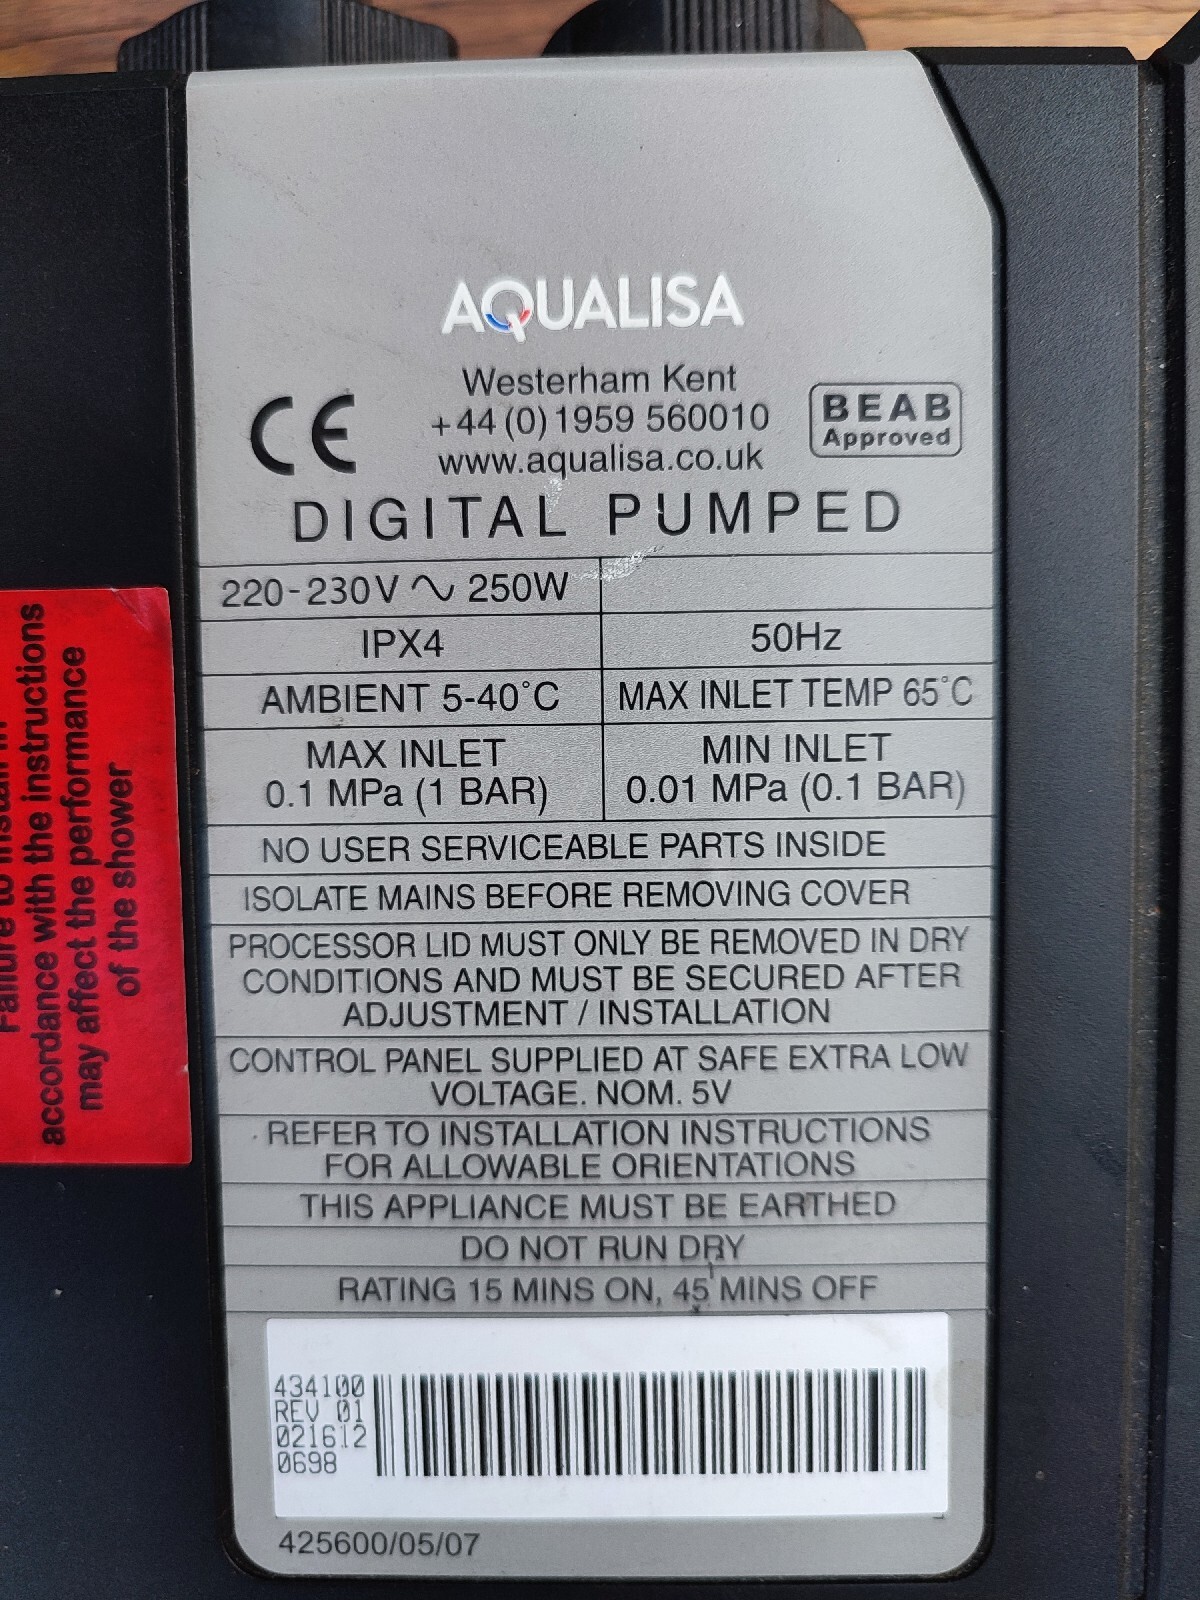 AQUALISA
Westerham Kent
+44 (0) 1959 560010
www.aqualisa.co.uk
CE
BEAB
Approved
DIGITAL PUMPED
220-230V ∿ 250W
IPX4 50Hz
AMBIENT 5-40°C MAX INLET TEMP 65°C
MAX INLET
0.1 MPa (1 BAR)
MIN INLET
0.01 MPa (0.1 BAR)
NO USER SERVICEABLE PARTS INSIDE
ISOLATE MAINS BEFORE REMOVING COVER
PROCESSOR LID MUST ONLY BE REMOVED IN DRY
CONDITIONS AND MUST BE SECURED AFTER
ADJUSTMENT / INSTALLATION
CONTROL PANEL SUPPLIED AT SAFE EXTRA LOW
VOLTAGE. NOM. 5V
REFER TO INSTALLATION INSTRUCTIONS
FOR ALLOWABLE ORIENTATIONS
THIS APPLIANCE MUST BE EARTHED
DO NOT RUN DRY
RATING 15 MINS ON, 45 MINS OFF
434100
REV 01
021612
0698
425600/05/07
Failure to install in
accordance with the instructions
may affect the performance
of the shower